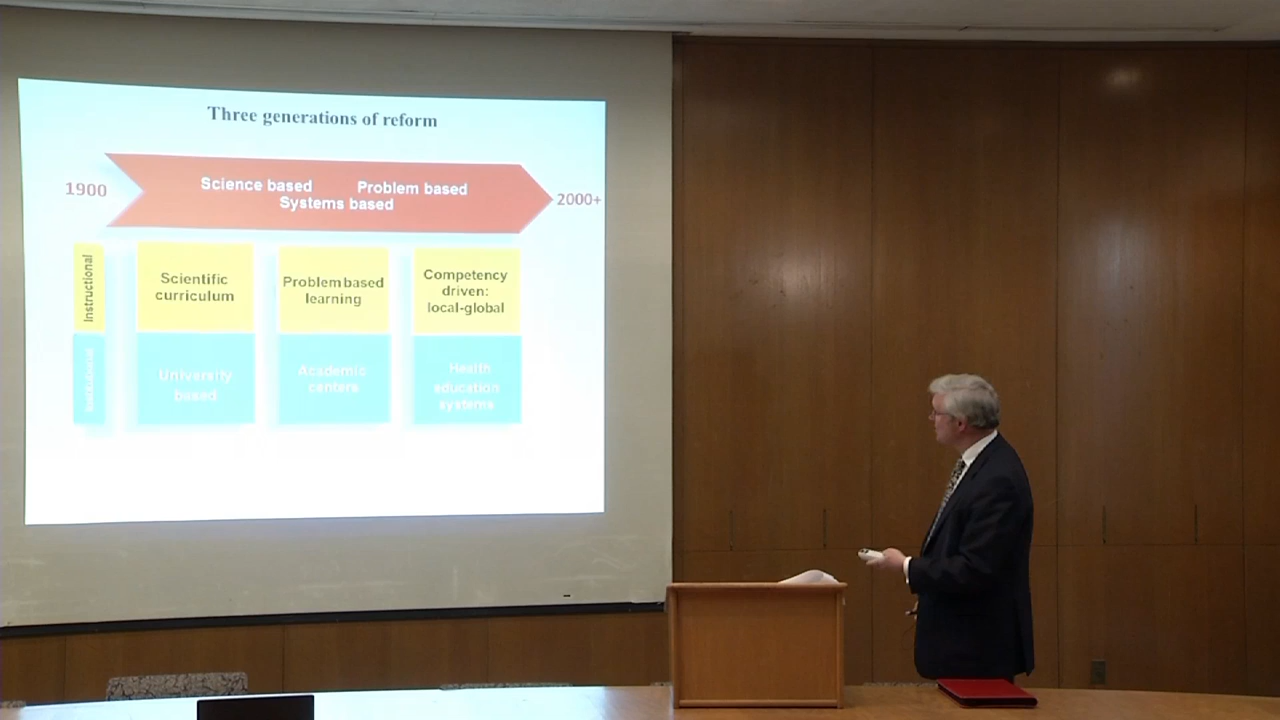 Three generations of reform
1900
Science based Problem based
Systems based
2000+
Instructional
Scientific
curriculum
Problem based
learning
Competency
driven:
local-global
University
based
Academic
centers
Health
education
systems